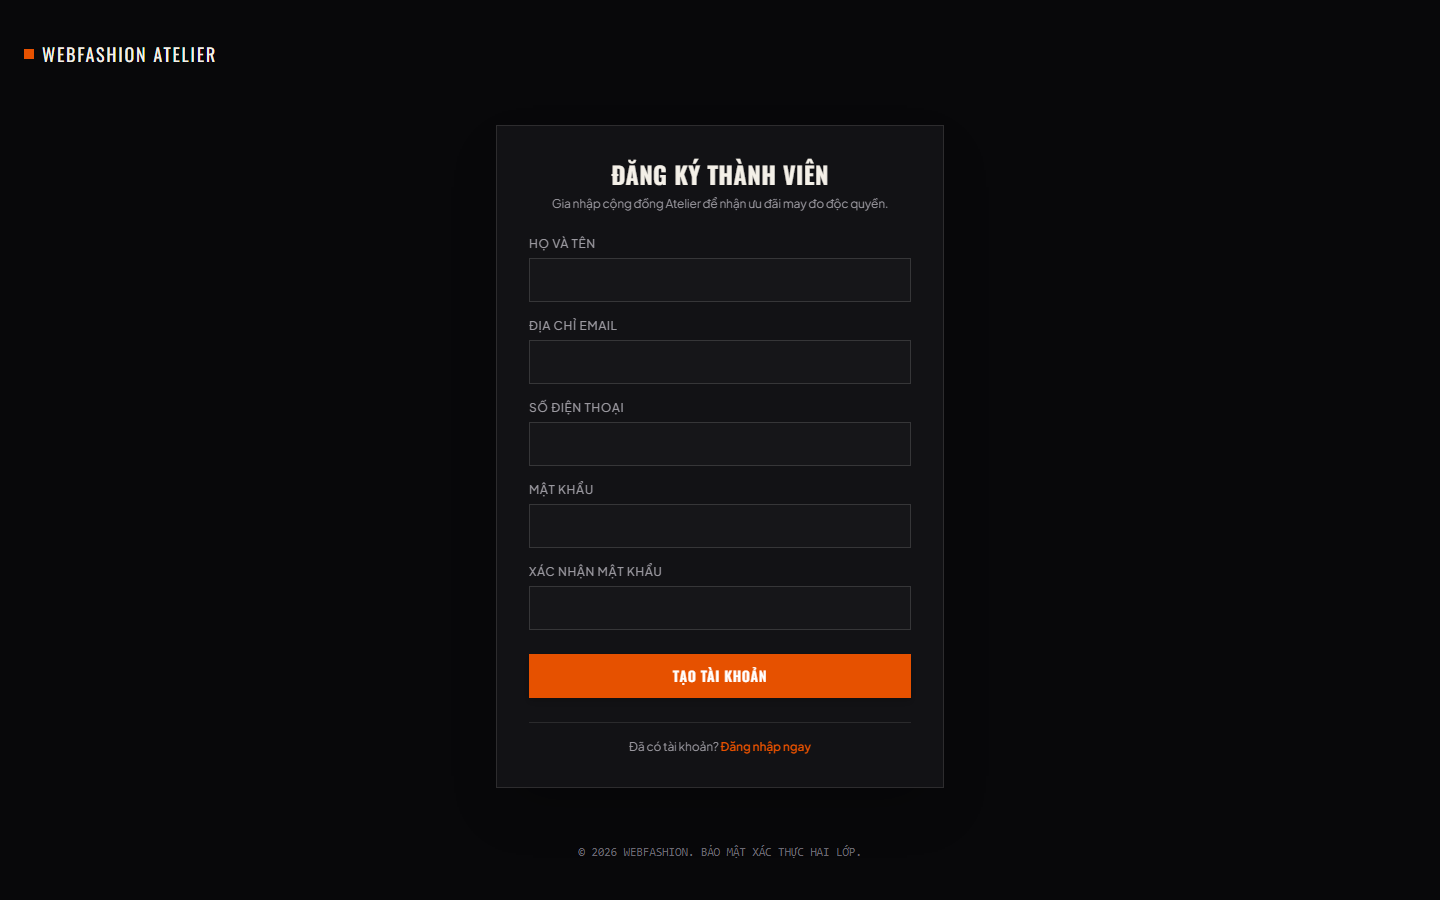 WEBFASHION ATELIER
ĐĂNG KÝ THÀNH VIÊN
Gia nhập cộng đồng Atelier để nhận ưu đãi may đo độc quyền.
HỌ VÀ TÊN
ĐỊA CHỈ EMAIL
SỐ ĐIỆN THOẠI
MẬT KHẨU
XÁC NHẬN MẬT KHẨU
TẠO TÀI KHOẢN
Đã có tài khoản? Đăng nhập ngay
© 2026 WEBFASHION. BẢO MẬT XÁC THỰC HAI LỚP.